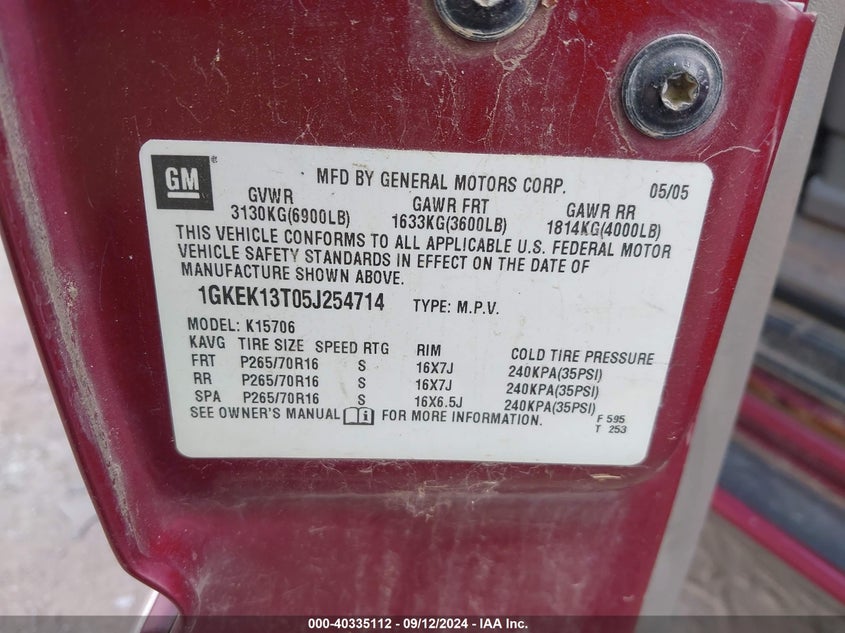 GM
MFD BY GENERAL MOTORS CORP. 05/05
GVWR GAWR FRT GAWR RR
3130KG(6900LB) 1633KG(3600LB) 1814KG(4000LB)
THIS VEHICLE CONFORMS TO ALL APPLICABLE U.S. FEDERAL MOTOR
VEHICLE SAFETY STANDARDS IN EFFECT ON THE DATE OF
MANUFACTURE SHOWN ABOVE.
1GKEK13T05J254714 TYPE: M.P.V.
MODEL: K15706
KAVG TIRE SIZE SPEED RTG RIM COLD TIRE PRESSURE
FRT P265/70R16 S 16X7J 240KPA(35PSI)
RR P265/70R16 S 16X7J 240KPA(35PSI)
SPA P265/70R16 S 16X6.5J 240KPA(35PSI)
SEE OWNER'S MANUAL FOR MORE INFORMATION. F 595
T 253
000-40335112 - 09/12/2024 - IAA Inc.